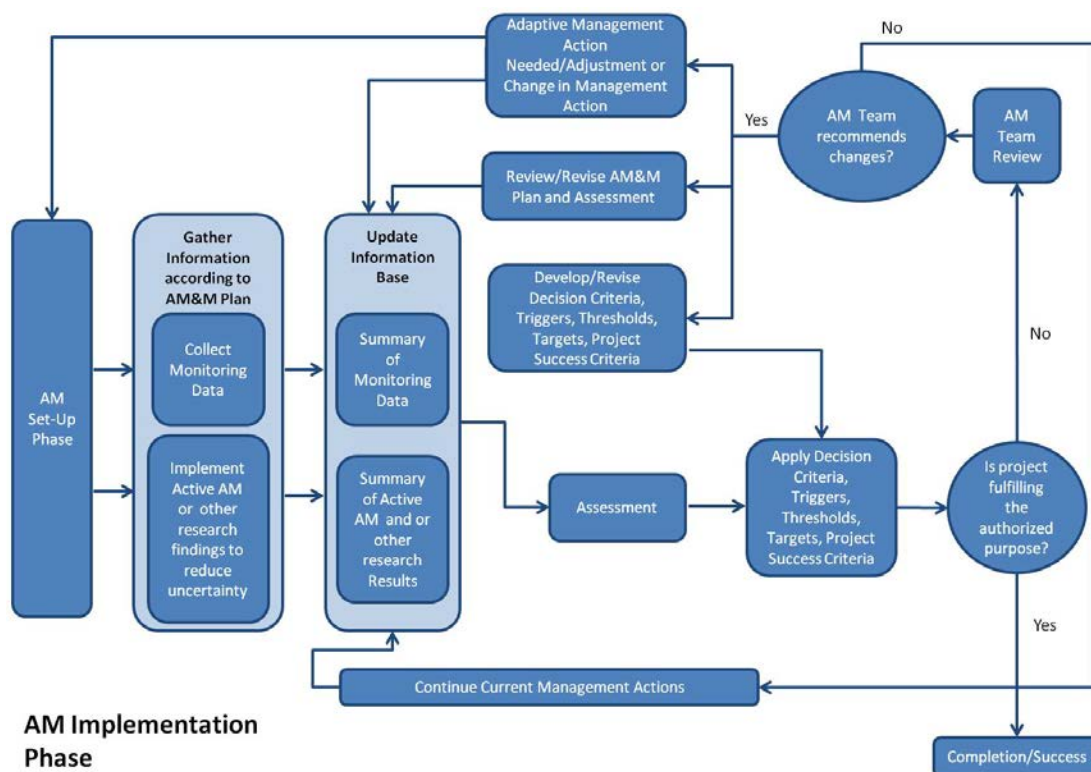 Adaptive Management
Action
Needed/Adjustment or
Change in Management
Action
No
AM Team
recommends
changes?
AM
Team
Review
Yes
Review/Revise AM&M
Plan and Assessment
Gather
Information
according to
AM&M Plan
Update
Information
Base
Develop/Revise
Decision Criteria,
Triggers, Thresholds,
Targets, Project
Success Criteria
No
Collect
Monitoring
Data
Summary
of
Monitoring
Data
AM
Set-Up
Phase
Implement
Active AM
or other
research
findings to
reduce
uncertainty
Summary
of Active
AM and or
other
research
Results
Assessment
Apply Decision
Criteria,
Triggers,
Thresholds,
Targets, Project
Success Criteria
Is project
fulfilling
the
authorized
purpose?
Yes
Continue Current Management Actions
AM Implementation
Phase
Completion/Success